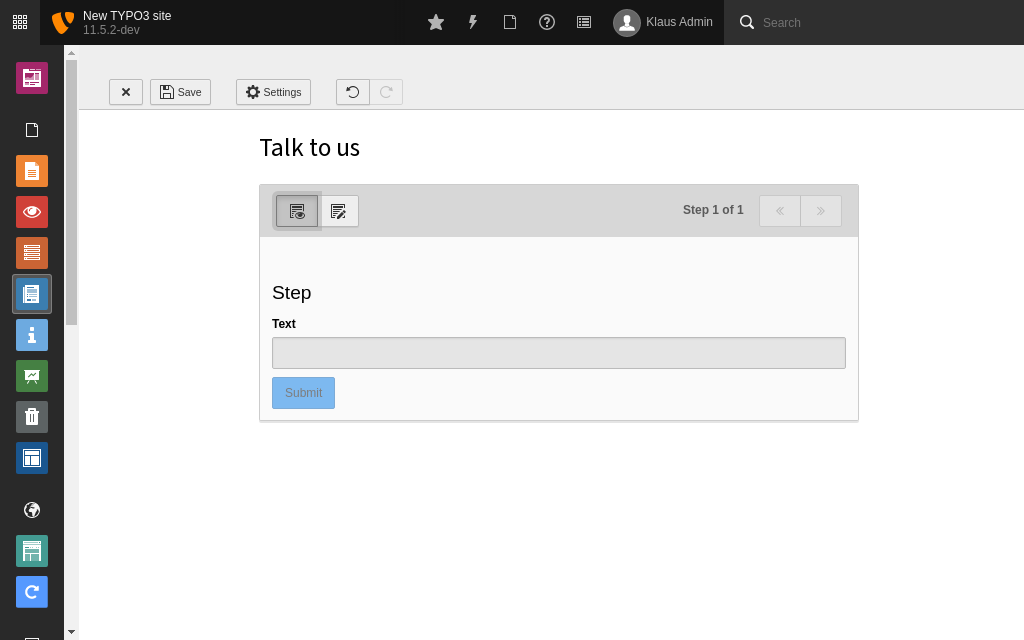 New TYPO3 site
11.5.2-dev
Klaus Admin
Search
Save
Settings
Talk to us
Step 1 of 1
Step
Text
Submit